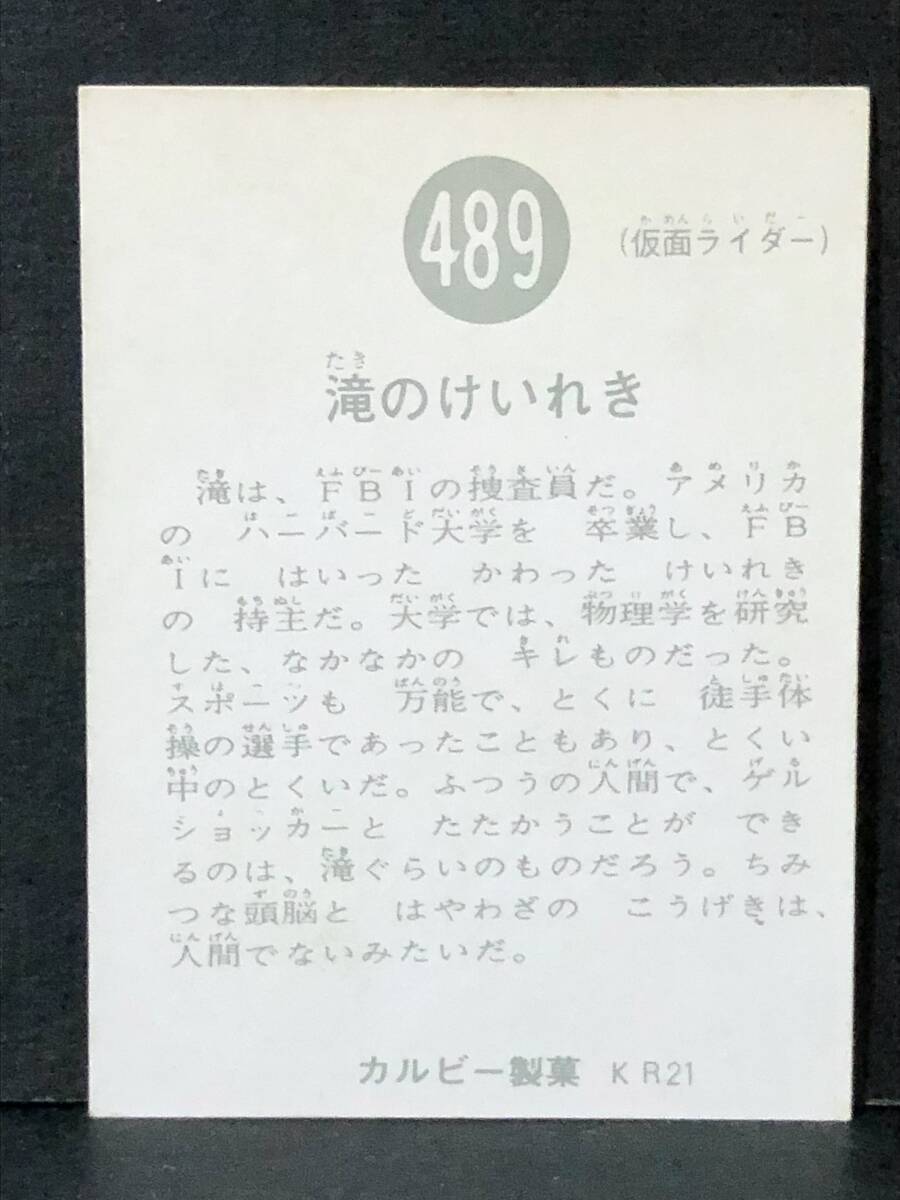 489
(仮面ライダー)
滝のけいれき
滝は、FBIの捜査員だ。アメリカ
の ハーバード大学を 卒業し、FB
Iに はいった かわった けいれき
の 持主だ。大学では、物理学を研究
した、なかなかの キレものだった。
スポーツも 万能で、とくに 徒手体
操の選手であったこともあり、とくい
中のとくいだ。ふつうの人間で、ゲル
ショッカーと たたかうことが でき
るのは、滝ぐらいのものだろう。ちみ
つな頭脳と はやわざの こうげきは、
人間でないみたいだ。
カルビー製菓 KR21